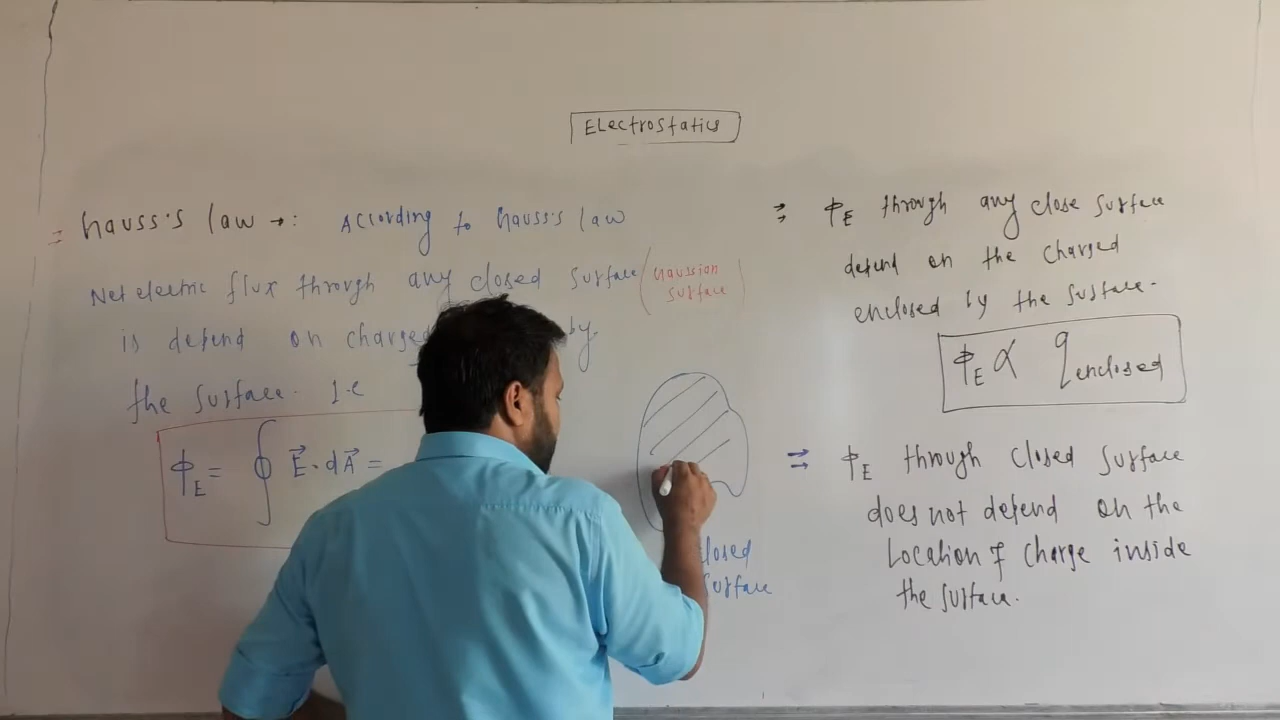 Electrostatics
⇒ Gauss's law →: According to Gauss's law
Net electric flux through any closed surface (Gaussian surface)
is depend on charged by
the surface. I.e
ϕ_E = ∮ E⃗ · dA⃗ =
closed
surface
⇒ ϕ_E through any close surface
depend on the charged
enclosed by the surface.
ϕ_E ∝ q_enclosed
⇒ ϕ_E through closed surface
does not depend on the
Location of charge inside
the surface.